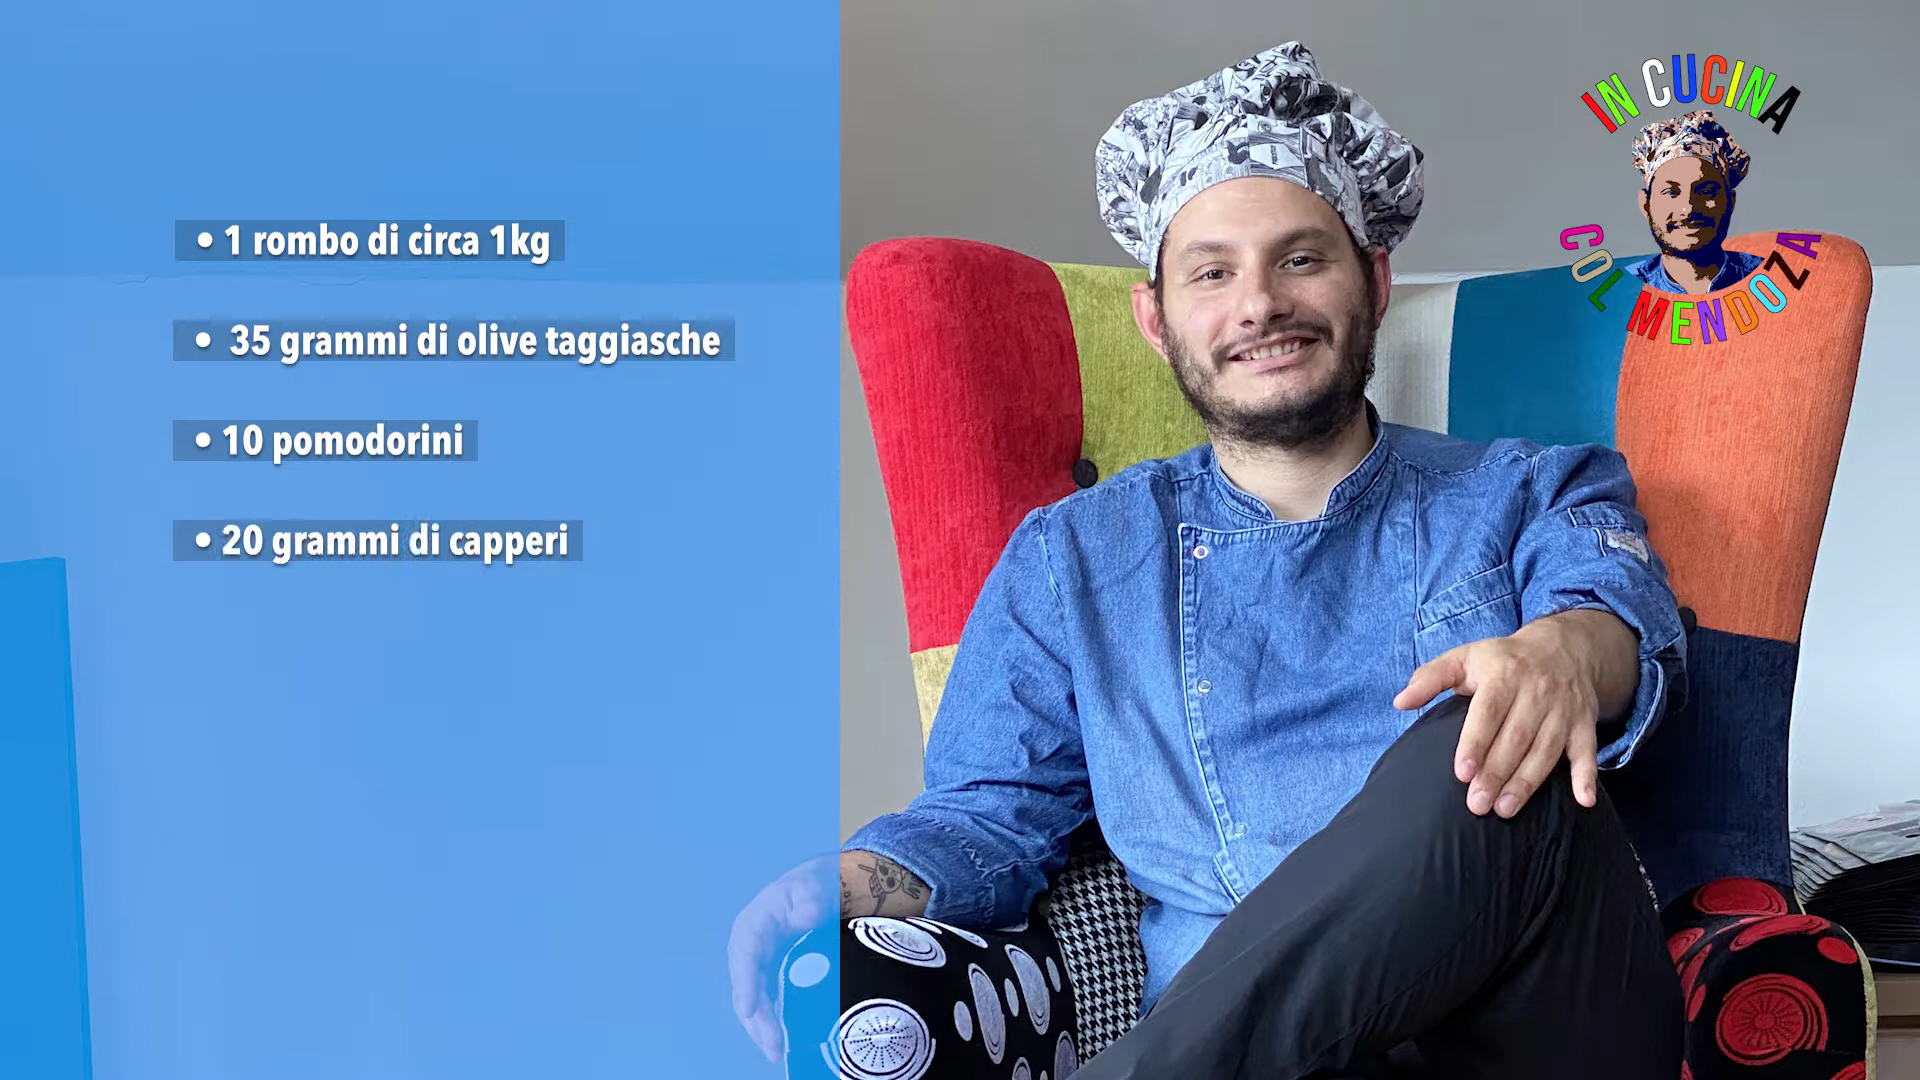 IN CUCINA
COL MENDOZA
• 1 rombo di circa 1kg
• 35 grammi di olive taggiasche
• 10 pomodorini
• 20 grammi di capperi